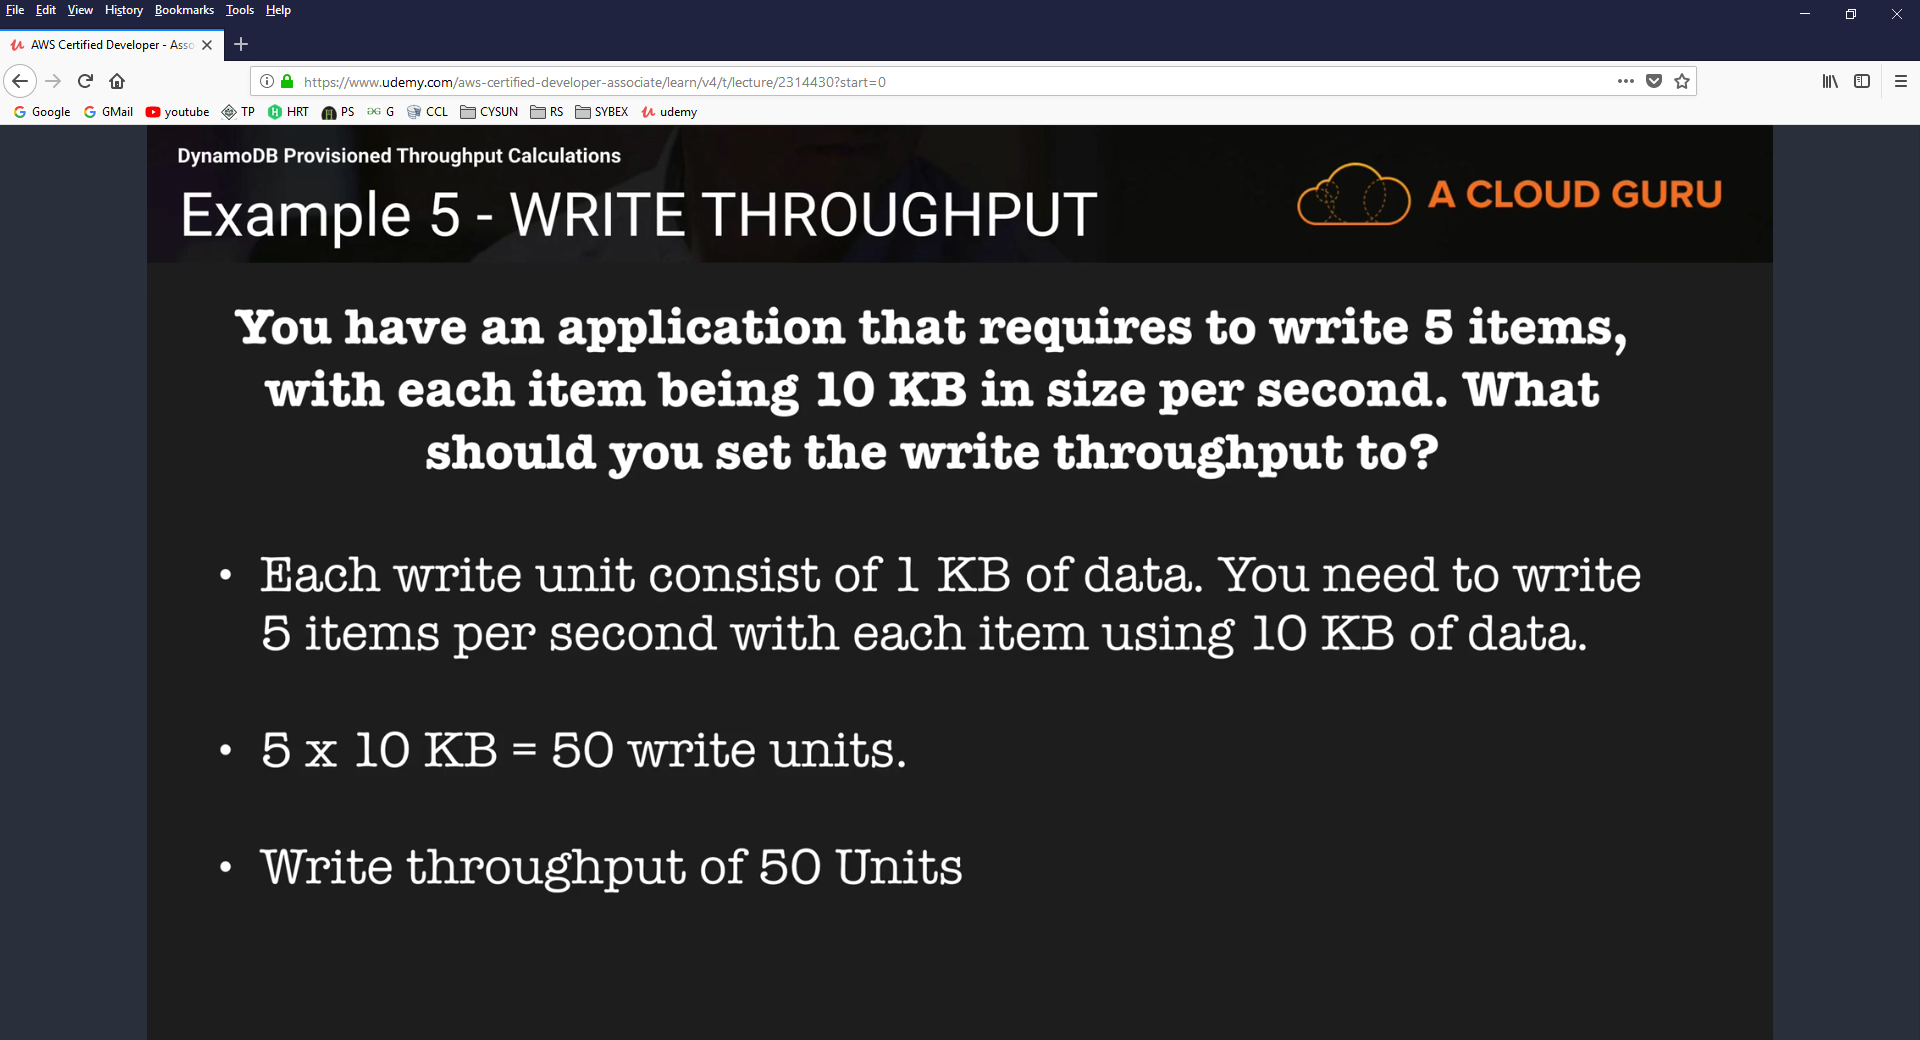 File Edit View History Bookmarks Tools Help
AWS Certified Developer - Asso
https://www.udemy.com/aws-certified-developer-associate/learn/v4/t/lecture/2314430?start=0
Google GMail youtube TP HRT PS G CCL CYSUN RS SYBEX udemy
DynamoDB Provisioned Throughput Calculations
Example 5 - WRITE THROUGHPUT
A CLOUD GURU
You have an application that requires to write 5 items,
with each item being 10 KB in size per second. What
should you set the write throughput to?
• Each write unit consist of 1 KB of data. You need to write
5 items per second with each item using 10 KB of data.
• 5 x 10 KB = 50 write units.
• Write throughput of 50 Units